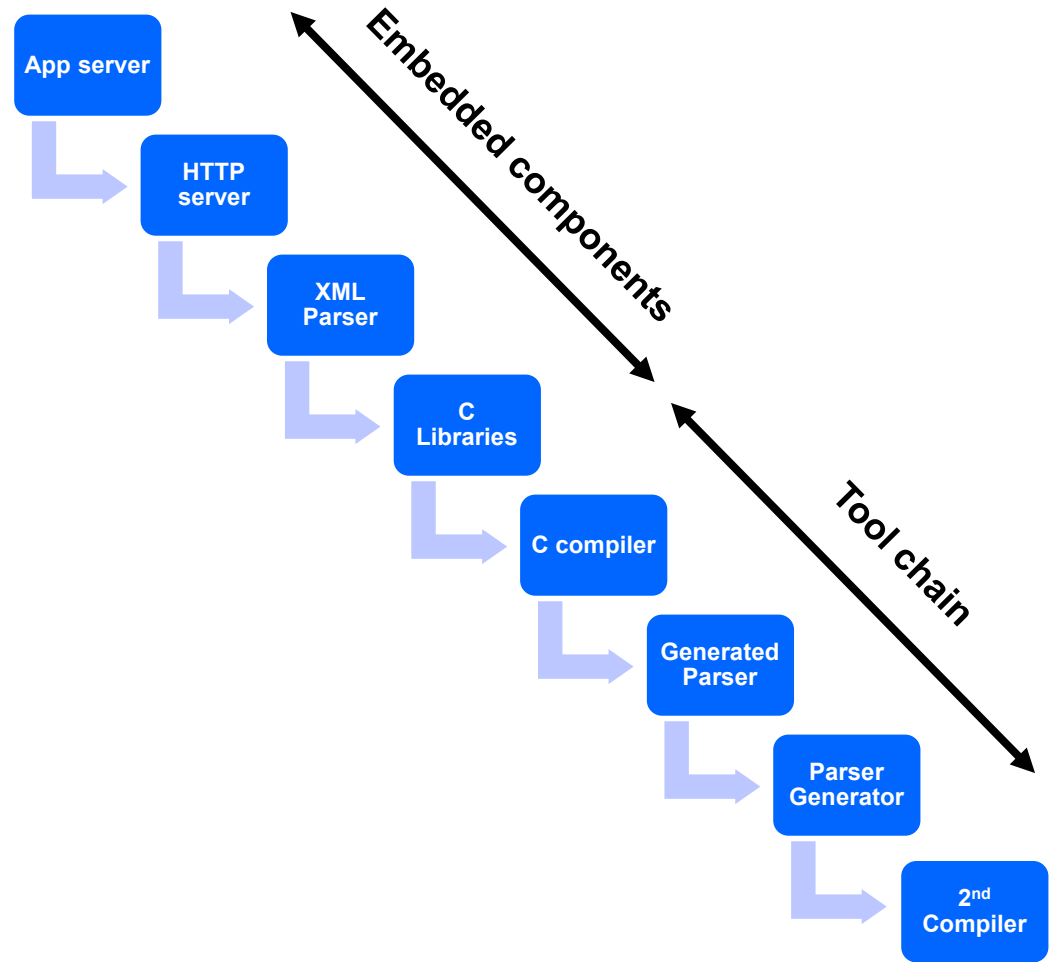 App server
Embedded components
HTTP
server
XML
Parser
C
Libraries
C compiler
Tool chain
Generated
Parser
Parser
Generator
2nd
Compiler